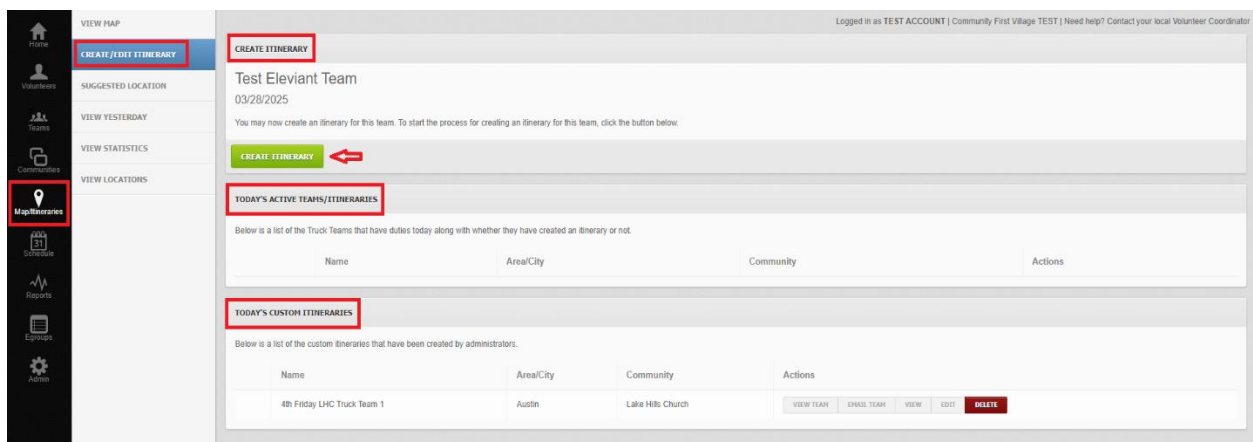 Home
Volunteers
Teams
Communities
Map/Itineraries
31
Schedule
Reports
Egroups
Admin
VIEW MAP
CREATE/EDIT ITINERARY
SUGGESTED LOCATION
VIEW YESTERDAY
VIEW STATISTICS
VIEW LOCATIONS
Logged in as TEST ACCOUNT | Community First Village TEST | Need help? Contact your local Volunteer Coordinator
CREATE ITINERARY
Test Eleviant Team
03/28/2025
You may now create an itinerary for this team. To start the process for creating an itinerary for this team, click the button below.
CREATE ITINERARY
TODAY'S ACTIVE TEAMS/ITINERARIES
Below is a list of the Truck Teams that have duties today along with whether they have created an itinerary or not.
Name Area/City Community Actions
TODAY'S CUSTOM ITINERARIES
Below is a list of the custom itineraries that have been created by administrators.
Name Area/City Community Actions
4th Friday LHC Truck Team 1 Austin Lake Hills Church VIEW TEAM EMAIL TEAM VIEW EDIT DELETE